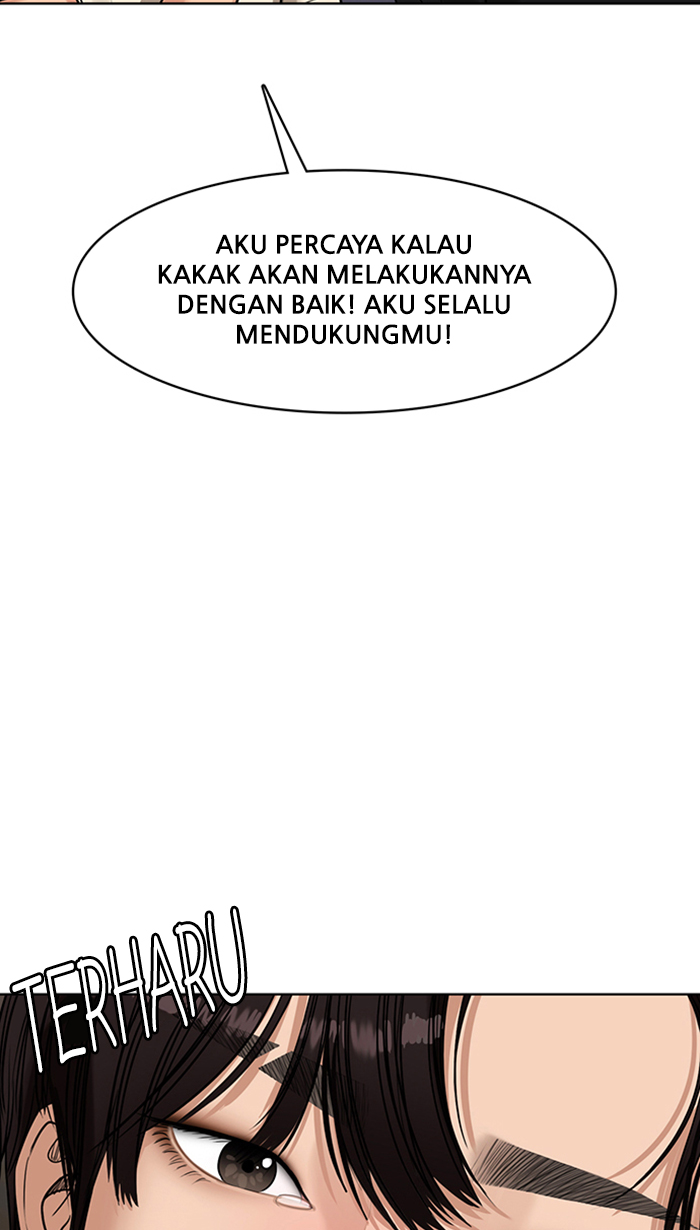 AKU PERCAYA KALAU
KAKAK AKAN MELAKUKANNYA
DENGAN BAIK! AKU SELALU
MENDUKUNGMU!
TERHARU